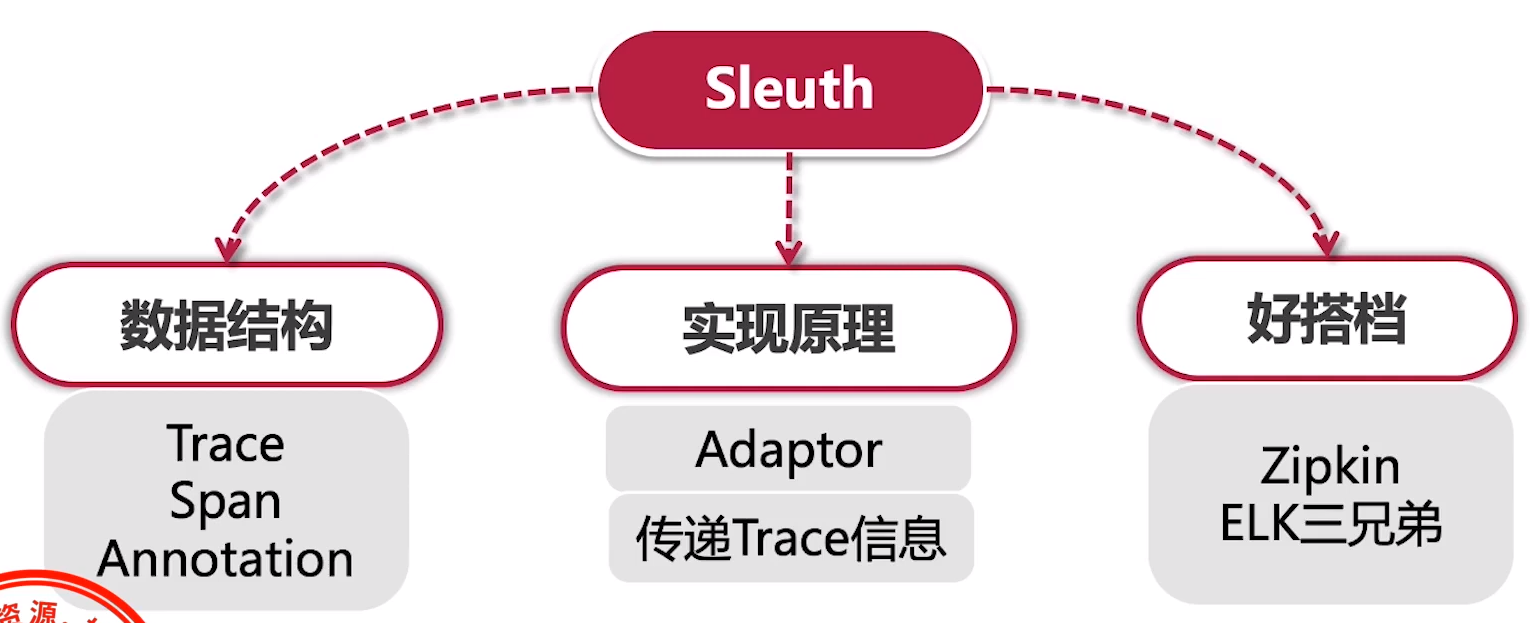 Sleuth
数据结构
Trace
Span
Annotation
实现原理
Adaptor
传递Trace信息
好搭档
Zipkin
ELK三兄弟
资源